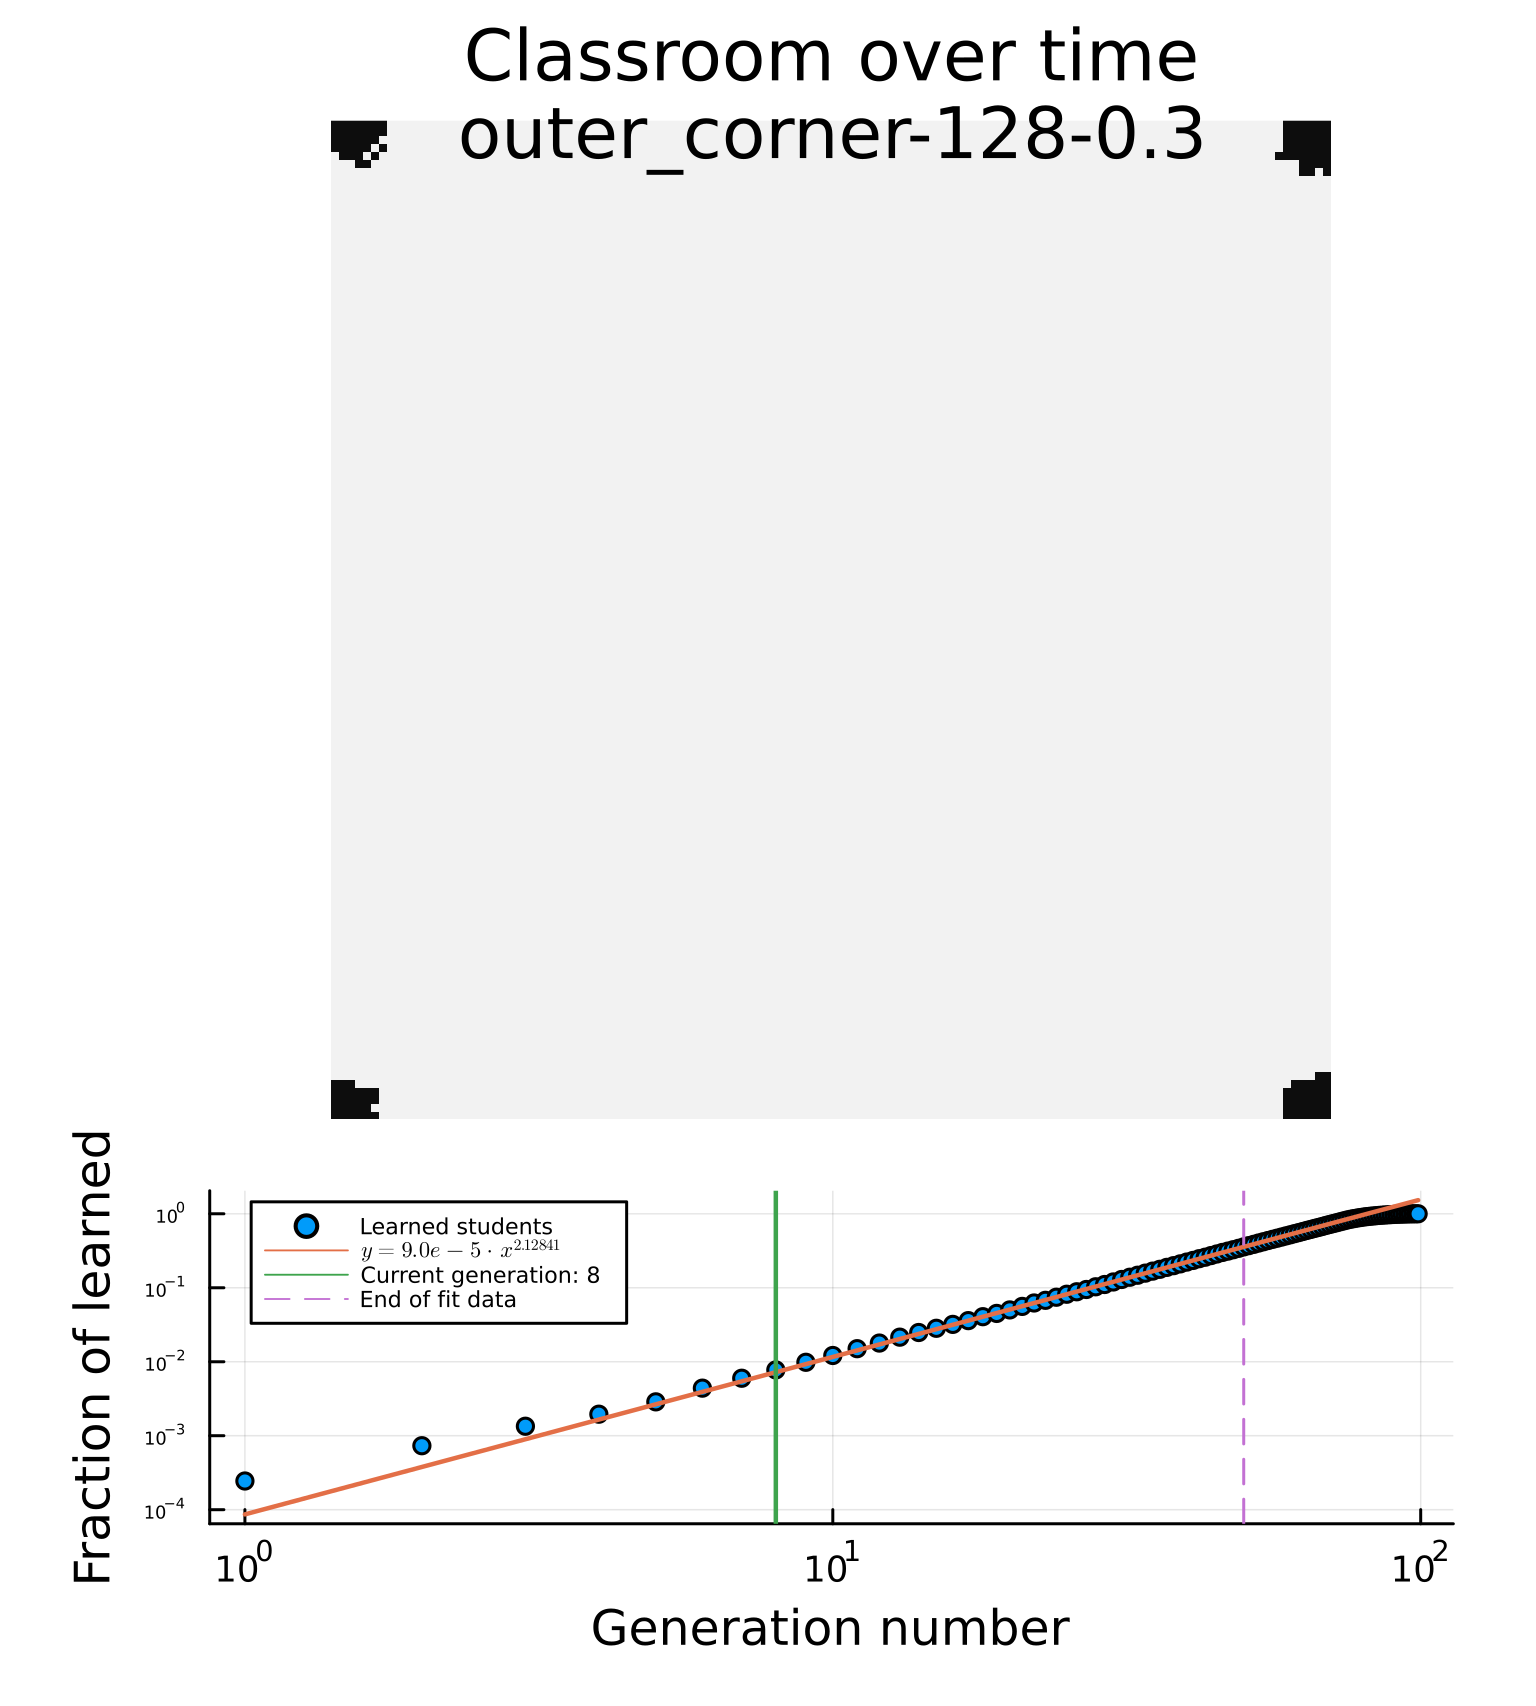 Classroom over time
outer_corner-128-0.3
Fraction of learned
10^0
10^-1
10^-2
10^-3
10^-4
Learned students
y = 9.0e − 5 · x^2.12841
Current generation: 8
End of fit data
10^0
10^1
10^2
Generation number